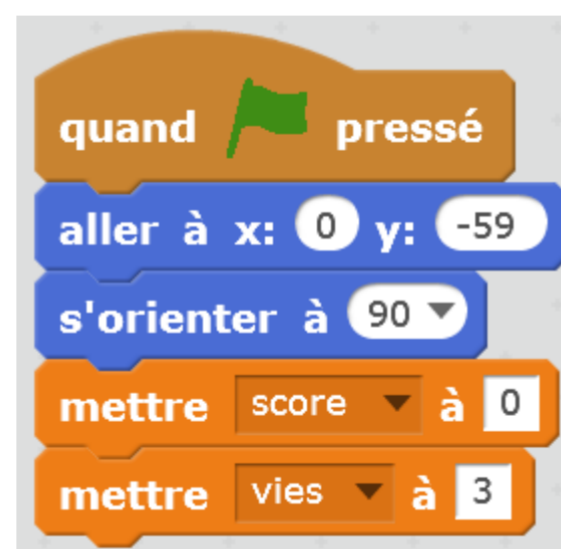 quand pressé
aller à x: 0 y: -59
s'orienter à 90
mettre score à 0
mettre vies à 3